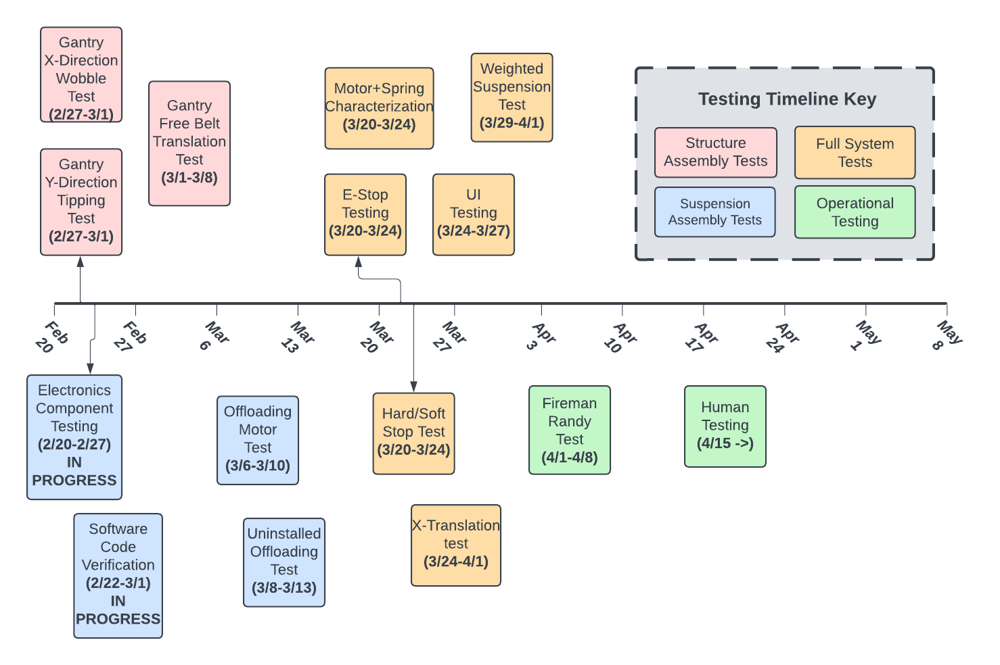 Gantry
X-Direction
Wobble
Test
(2/27-3/1)
Gantry
Y-Direction
Tipping
Test
(2/27-3/1)
Gantry
Free Belt
Translation
Test
(3/1-3/8)
Motor+Spring
Characterization
(3/20-3/24)
Weighted
Suspension
Test
(3/29-4/1)
E-Stop
Testing
(3/20-3/24)
UI
Testing
(3/24-3/27)
Testing Timeline Key
Structure
Assembly Tests
Full System
Tests
Suspension
Assembly Tests
Operational
Testing
Feb
20
Feb
27
Mar
6
Mar
13
Mar
20
Mar
27
Apr
3
Apr
10
Apr
17
Apr
24
May
1
May
8
Electronics
Component
Testing
(2/20-2/27)
IN
PROGRESS
Software
Code
Verification
(2/22-3/1)
IN
PROGRESS
Offloading
Motor
Test
(3/6-3/10)
Uninstalled
Offloading
Test
(3/8-3/13)
Hard/Soft
Stop Test
(3/20-3/24)
X-Translation
test
(3/24-4/1)
Fireman
Randy
Test
(4/1-4/8)
Human
Testing
(4/15 ->)